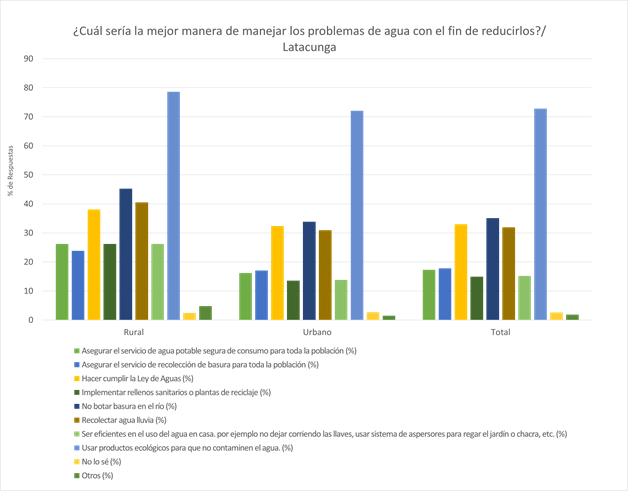 ¿Cuál sería la mejor manera de manejar los problemas de agua con el fin de reducirlos?/
Latacunga
% de Respuestas
90
80
70
60
50
40
30
20
10
0
Rural
Urbano
Total
Asegurar el servicio de agua potable segura de consumo para toda la población (%)
Asegurar el servicio de recolección de basura para toda la población (%)
Hacer cumplir la Ley de Aguas (%)
Implementar rellenos sanitarios o plantas de reciclaje (%)
No botar basura en el río (%)
Recolectar agua lluvia (%)
Ser eficientes en el uso del agua en casa. por ejemplo no dejar corriendo las llaves, usar sistema de aspersores para regar el jardín o chacra, etc. (%)
Usar productos ecológicos para que no contaminen el agua. (%)
No lo sé (%)
Otros (%)